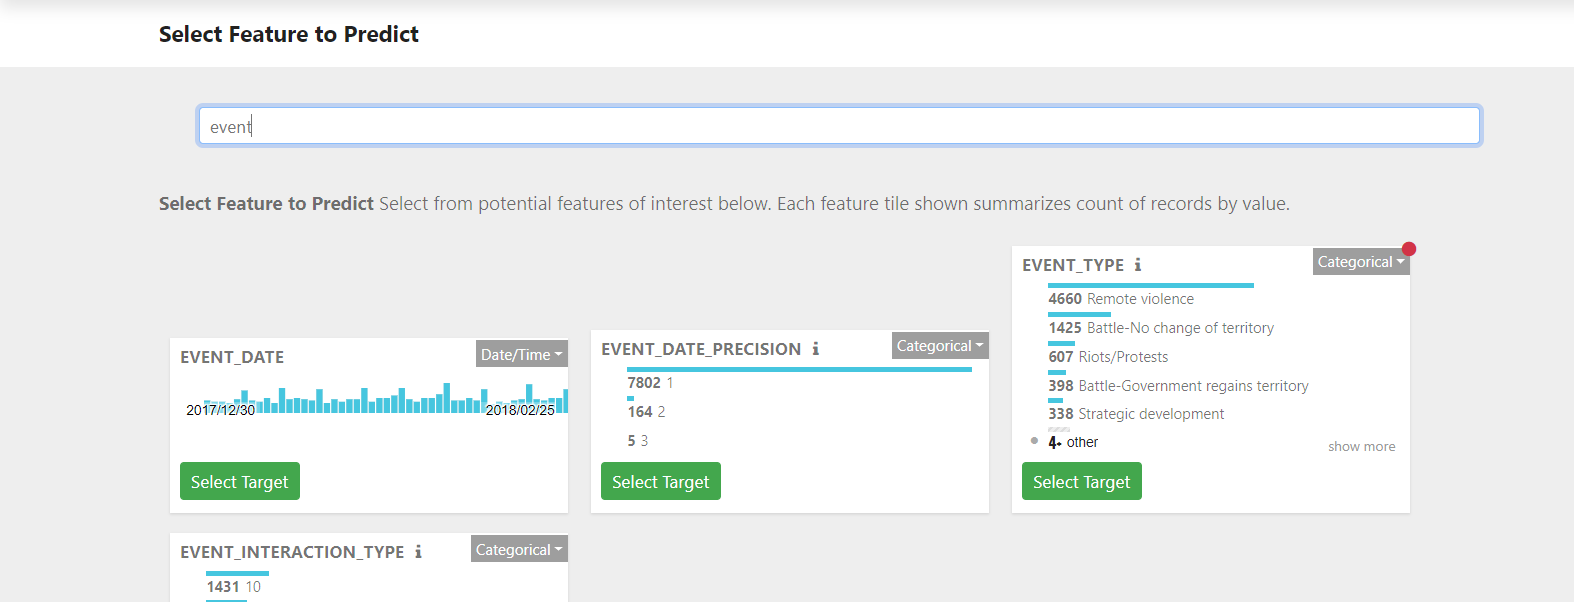 Select Feature to Predict
event
Select Feature to Predict Select from potential features of interest below. Each feature tile shown summarizes count of records by value.
EVENT_DATE
Date/Time
2017/12/30
2018/02/25
Select Target
EVENT_DATE_PRECISION
Categorical
7802 1
164 2
5 3
Select Target
EVENT_TYPE
Categorical
4660 Remote violence
1425 Battle-No change of territory
607 Riots/Protests
398 Battle-Government regains territory
338 Strategic development
4+ other
show more
Select Target
EVENT_INTERACTION_TYPE
Categorical
1431 10